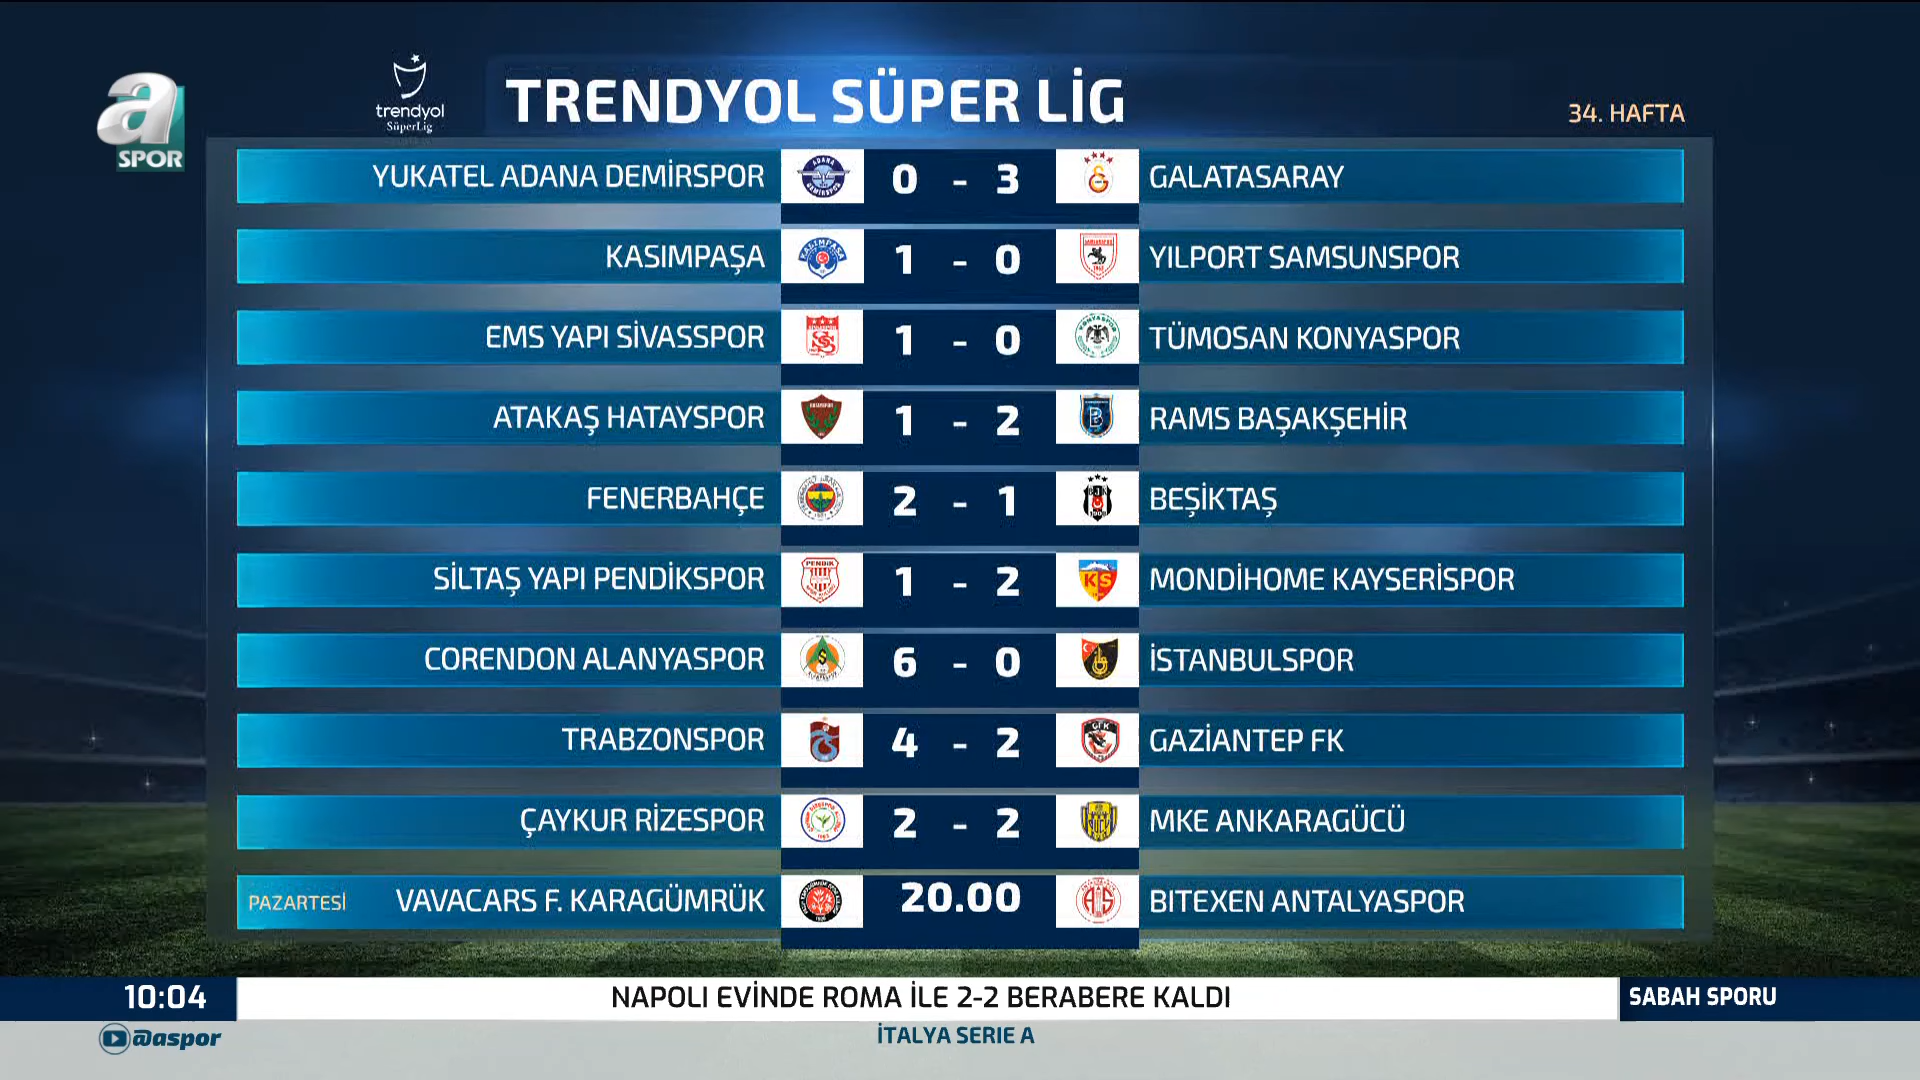 a SPOR
trendyol
SüperLig
TRENDYOL SÜPER LİG
34. HAFTA
YUKATEL ADANA DEMİRSPOR 0 - 3 GALATASARAY
KASIMPAŞA 1 - 0 YILPORT SAMSUNSPOR
EMS YAPI SİVASSPOR 1 - 0 TÜMOSAN KONYASPOR
ATAKAŞ HATAYSPOR 1 - 2 RAMS BAŞAKŞEHİR
FENERBAHÇE 2 - 1 BEŞİKTAŞ
SİLTAŞ YAPI PENDİKSPOR 1 - 2 MONDİHOME KAYSERİSPOR
CORENDON ALANYASPOR 6 - 0 İSTANBULSPOR
TRABZONSPOR 4 - 2 GAZİANTEP FK
ÇAYKUR RİZESPOR 2 - 2 MKE ANKARAGÜCÜ
PAZARTESİ VAVACARS F. KARAGÜMRÜK 20.00 BITEXEN ANTALYASPOR
10:04 NAPOLI EVİNDE ROMA İLE 2-2 BERABERE KALDI SABAH SPORU
@aspor İTALYA SERIE A